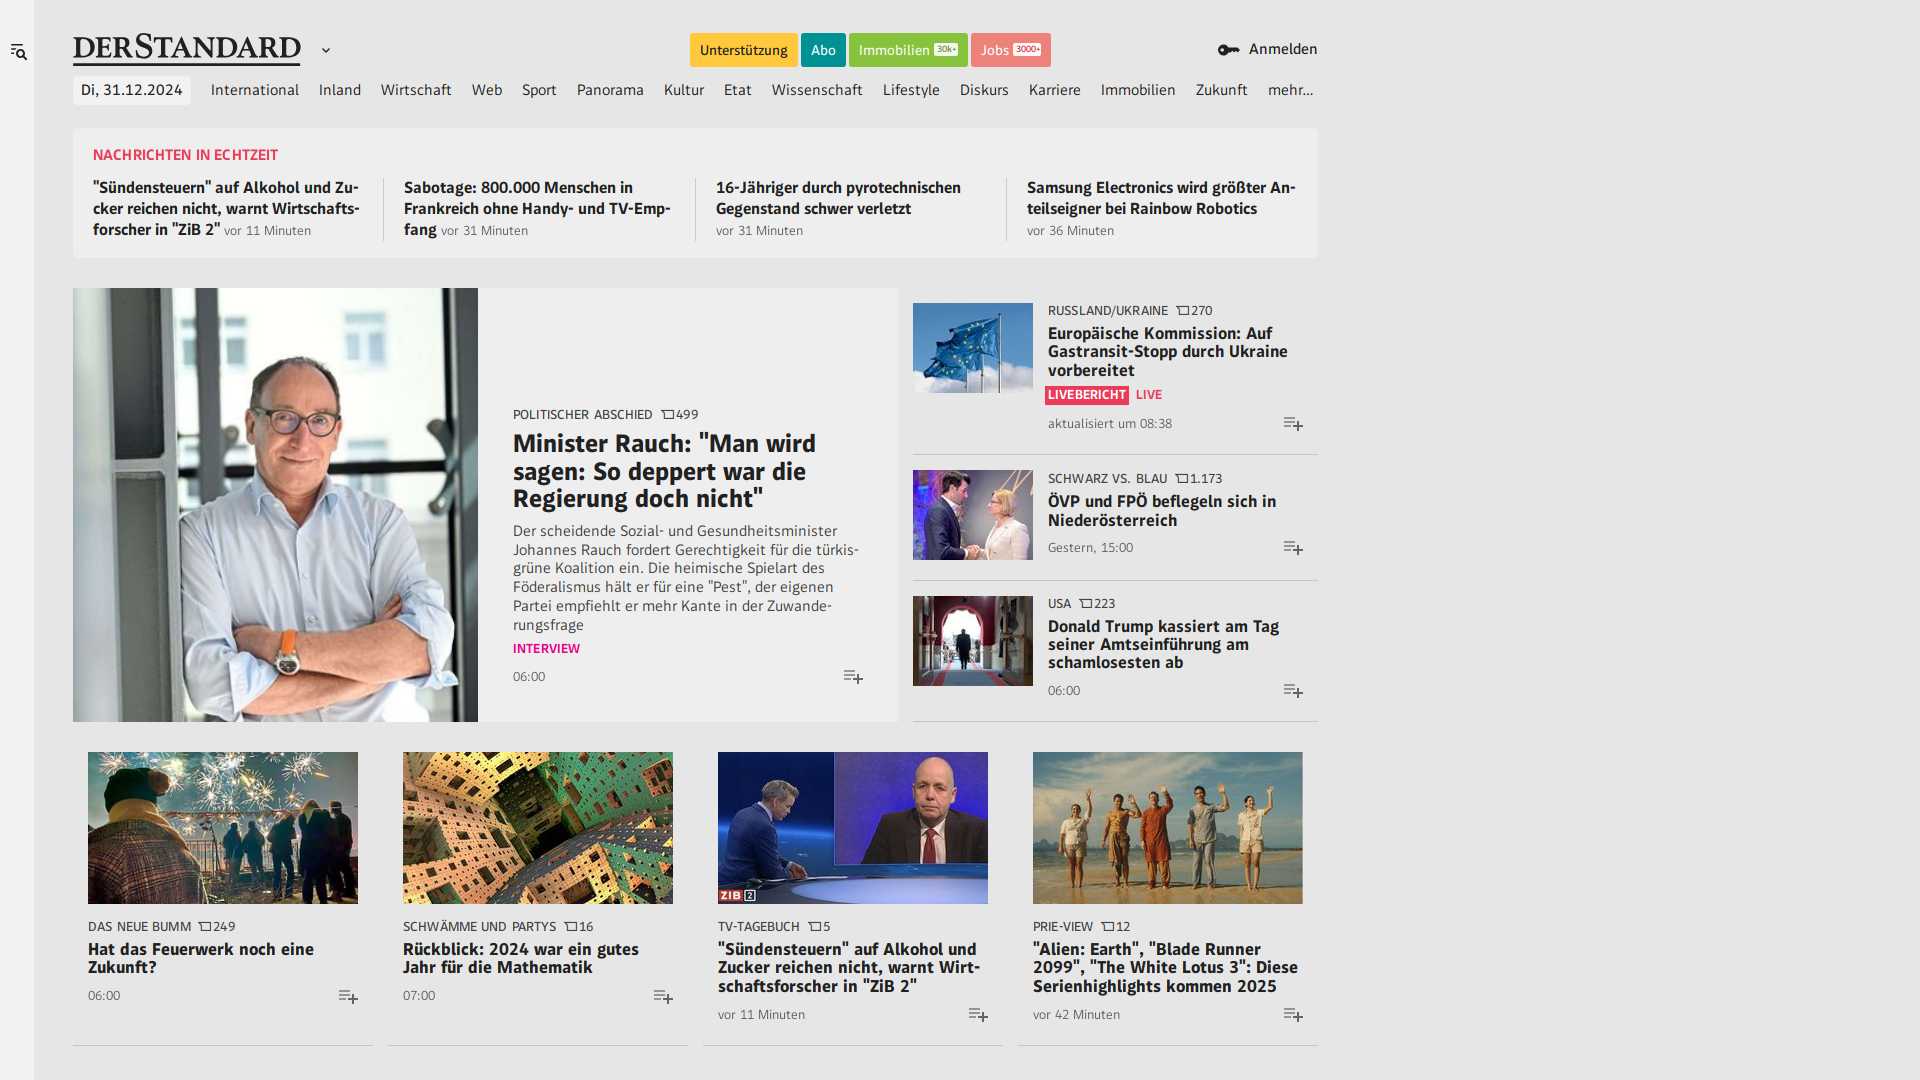 DERSTANDARD
Unterstützung
Abo
Immobilien 30k+
Jobs 3000+
Anmelden
Di, 31.12.2024
International
Inland
Wirtschaft
Web
Sport
Panorama
Kultur
Etat
Wissenschaft
Lifestyle
Diskurs
Karriere
Immobilien
Zukunft
mehr...
NACHRICHTEN IN ECHTZEIT
"Sündensteuern" auf Alkohol und Zu-
cker reichen nicht, warnt Wirtschafts-
forscher in "ZiB 2" vor 11 Minuten
Sabotage: 800.000 Menschen in
Frankreich ohne Handy- und TV-Emp-
fang vor 31 Minuten
16-Jähriger durch pyrotechnischen
Gegenstand schwer verletzt
vor 31 Minuten
Samsung Electronics wird größter An-
teilseigner bei Rainbow Robotics
vor 36 Minuten
POLITISCHER ABSCHIED 499
Minister Rauch: "Man wird
sagen: So deppert war die
Regierung doch nicht"
Der scheidende Sozial- und Gesundheitsminister
Johannes Rauch fordert Gerechtigkeit für die türkis-
grüne Koalition ein. Die heimische Spielart des
Föderalismus hält er für eine "Pest", der eigenen
Partei empfiehlt er mehr Kante in der Zuwande-
rungsfrage
INTERVIEW
06:00
RUSSLAND/UKRAINE 270
Europäische Kommission: Auf
Gastransit-Stopp durch Ukraine
vorbereitet
LIVEBERICHT LIVE
aktualisiert um 08:38
SCHWARZ VS. BLAU 1.173
ÖVP und FPÖ beflegeln sich in
Niederösterreich
Gestern, 15:00
USA 223
Donald Trump kassiert am Tag
seiner Amtseinführung am
schamlosesten ab
06:00
DAS NEUE BUMM 249
Hat das Feuerwerk noch eine
Zukunft?
06:00
SCHWÄMME UND PARTYS 16
Rückblick: 2024 war ein gutes
Jahr für die Mathematik
07:00
ZIB 2
TV-TAGEBUCH 5
"Sündensteuern" auf Alkohol und
Zucker reichen nicht, warnt Wirt-
schaftsforscher in "ZiB 2"
vor 11 Minuten
PRIE-VIEW 12
"Alien: Earth", "Blade Runner
2099", "The White Lotus 3": Diese
Serienhighlights kommen 2025
vor 42 Minuten